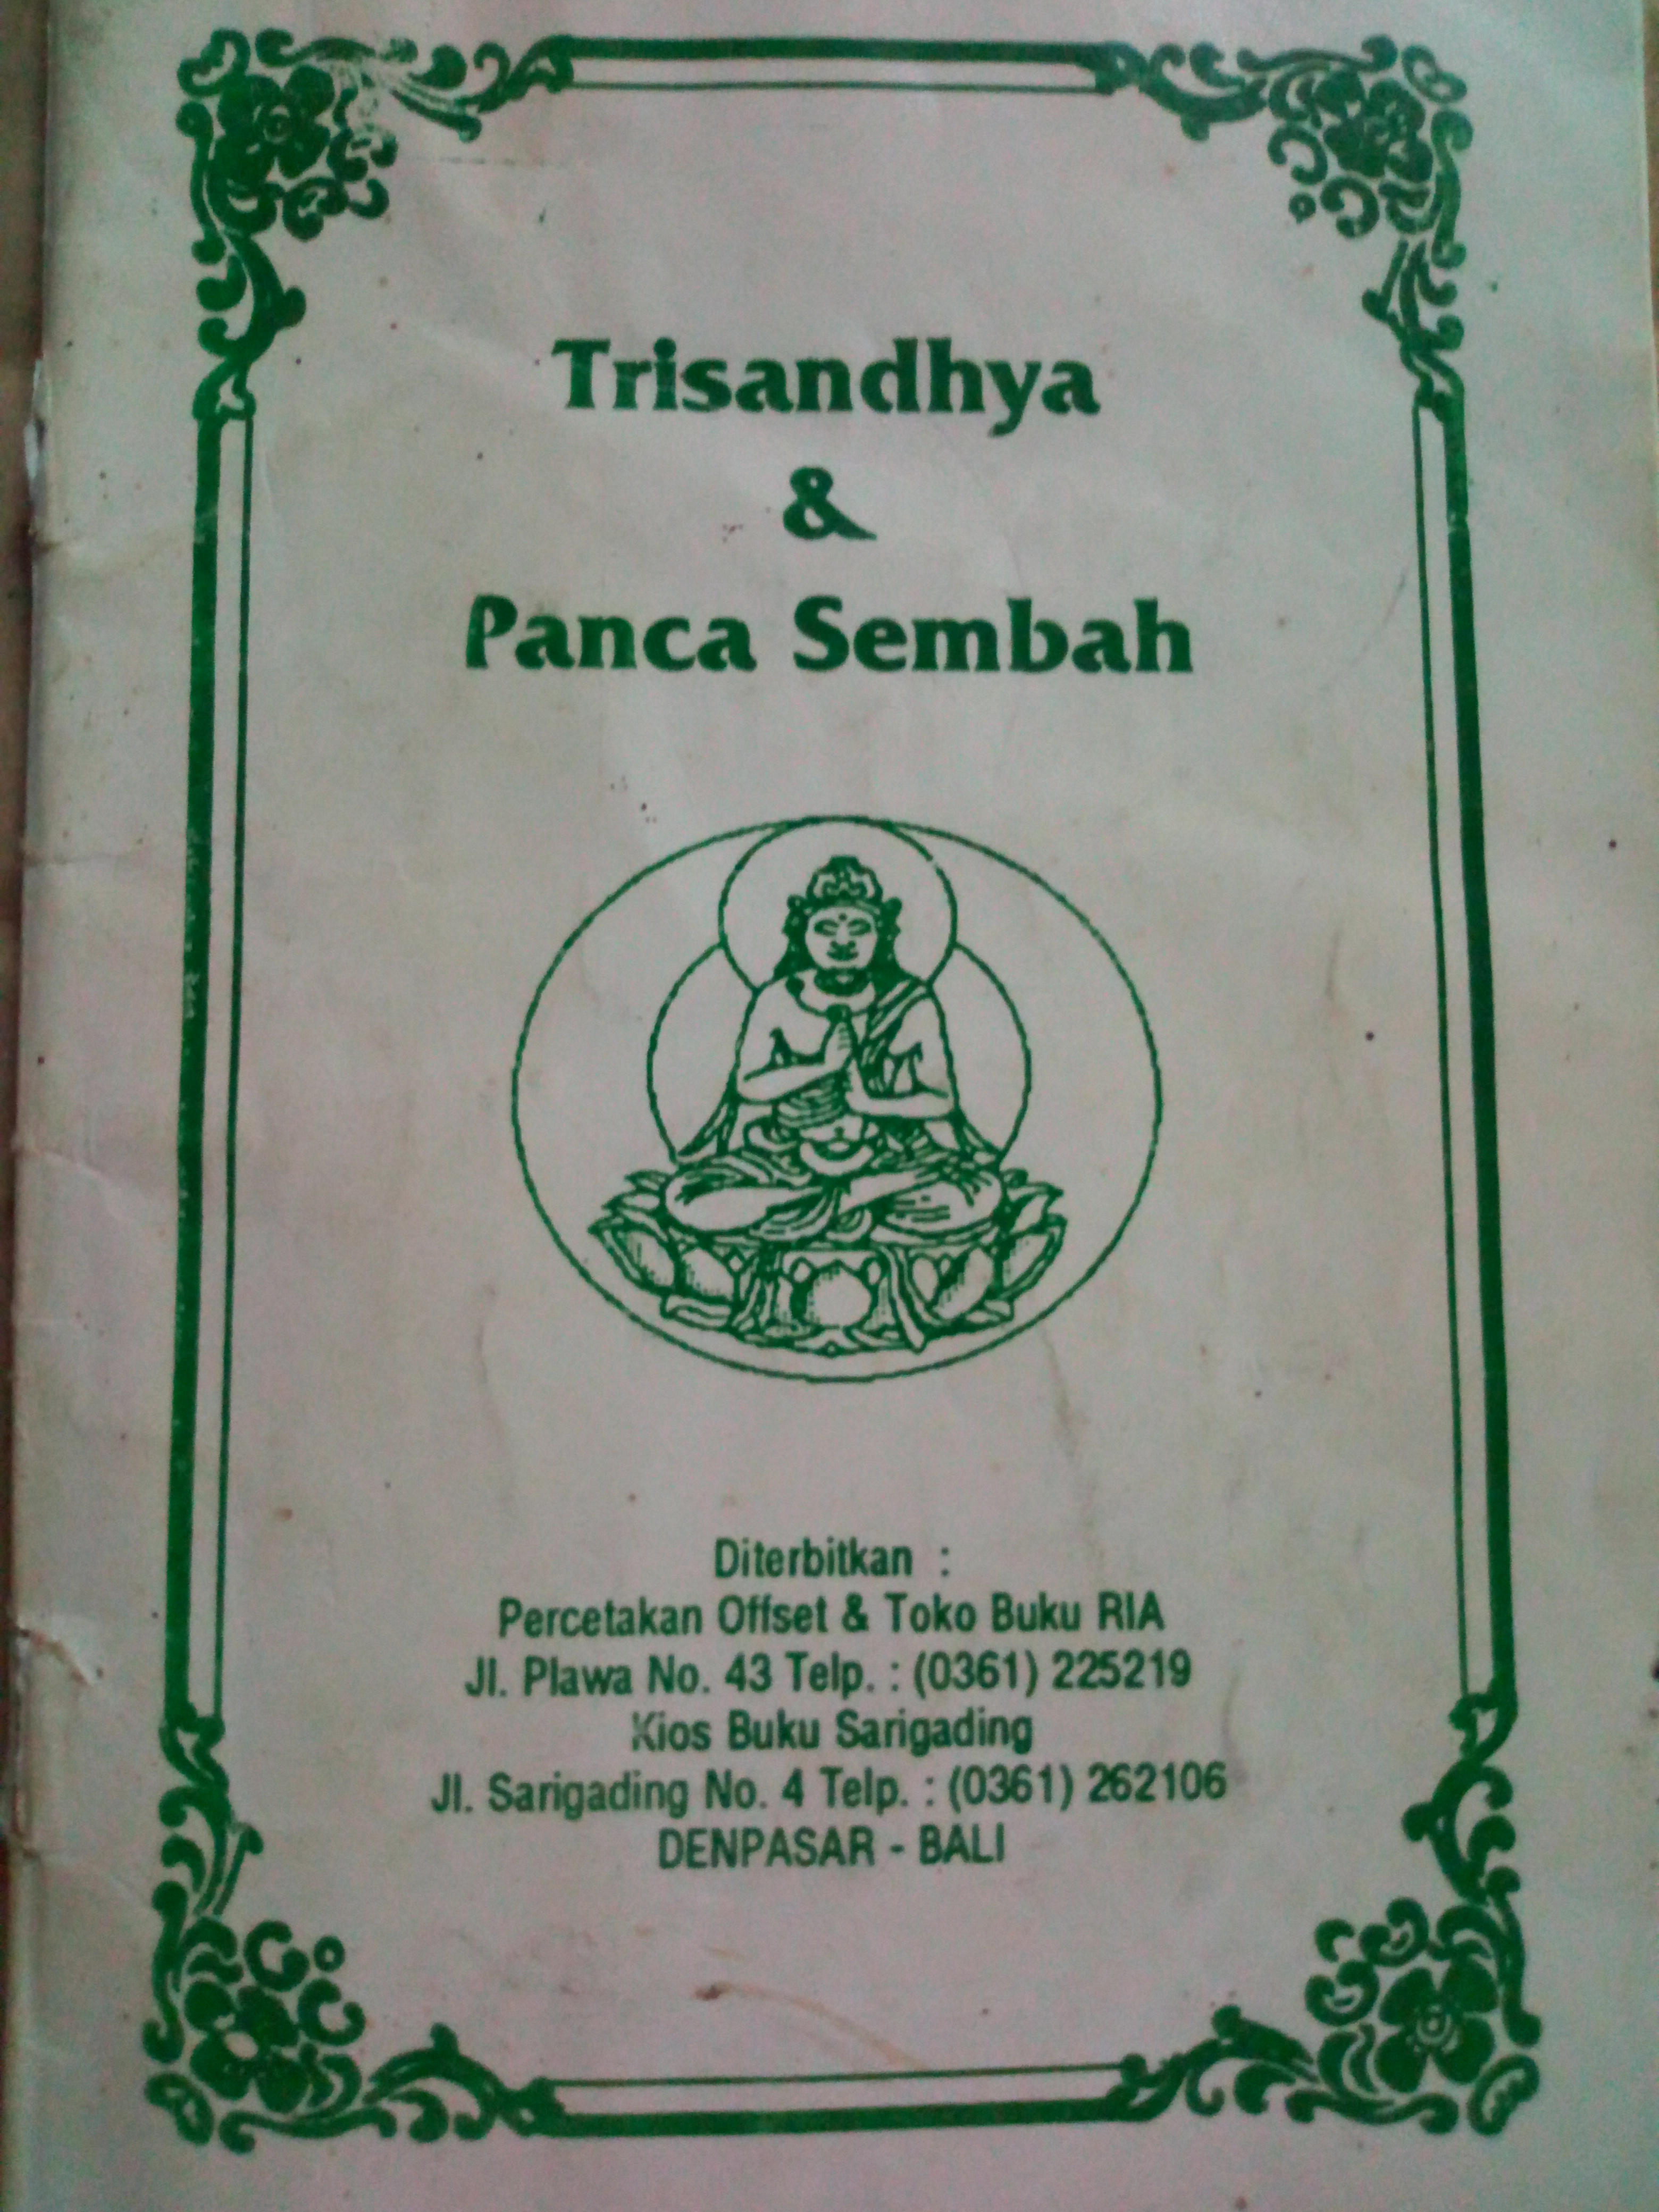 Trisandhya
&
Panca Sembah
Diterbitkan :
Percetakan Offset & Toko Buku RIA
Jl. Plawa No. 43 Telp. : (0361) 225219
Kios Buku Sarigading
Jl. Sarigading No. 4 Telp. : (0361) 262106
DENPASAR - BALI